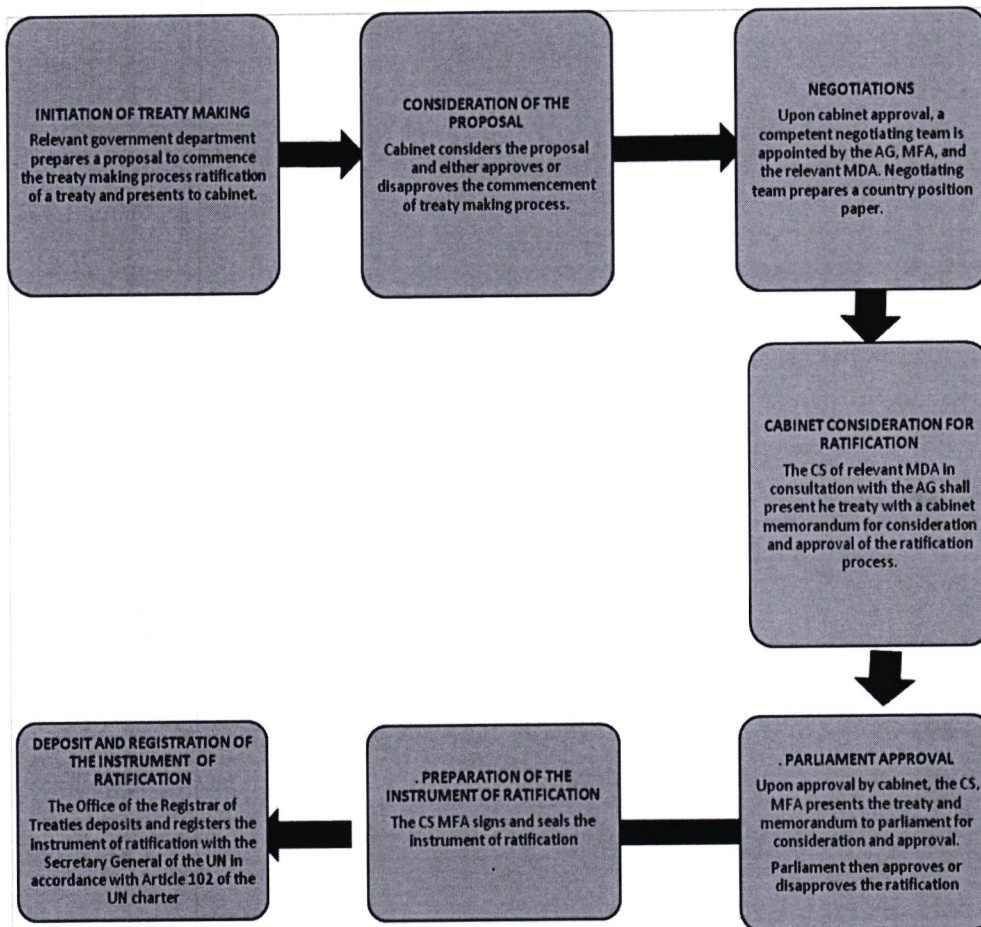 INITIATION OF TREATY MAKING
Relevant government department
prepares a proposal to commence
the treaty making process ratification
of a treaty and presents to cabinet.
CONSIDERATION OF THE
PROPOSAL
Cabinet considers the proposal
and either approves or
disapproves the commencement
of treaty making process.
NEGOTIATIONS
Upon cabinet approval, a
competent negotiating team is
appointed by the AG, MFA, and
the relevant MDA. Negotiating
team prepares a country position
paper.
CABINET CONSIDERATION FOR
RATIFICATION
The CS of relevant MDA in
consultation with the AG shall
present he treaty with a cabinet
memorandum for consideration
and approval of the ratification
process.
. PARLIAMENT APPROVAL
Upon approval by cabinet, the CS,
MFA presents the treaty and
memorandum to parliament for
consideration and approval.
Parliament then approves or
disapproves the ratification
. PREPARATION OF THE
INSTRUMENT OF RATIFICATION
The CS MFA signs and seals the
instrument of ratification
.
DEPOSIT AND REGISTRATION OF
THE INSTRUMENT OF
RATIFICATION
The Office of the Registrar of
Treaties deposits and registers the
instrument of ratification with the
Secretary General of the UN in
accordance with Article 102 of the
UN charter